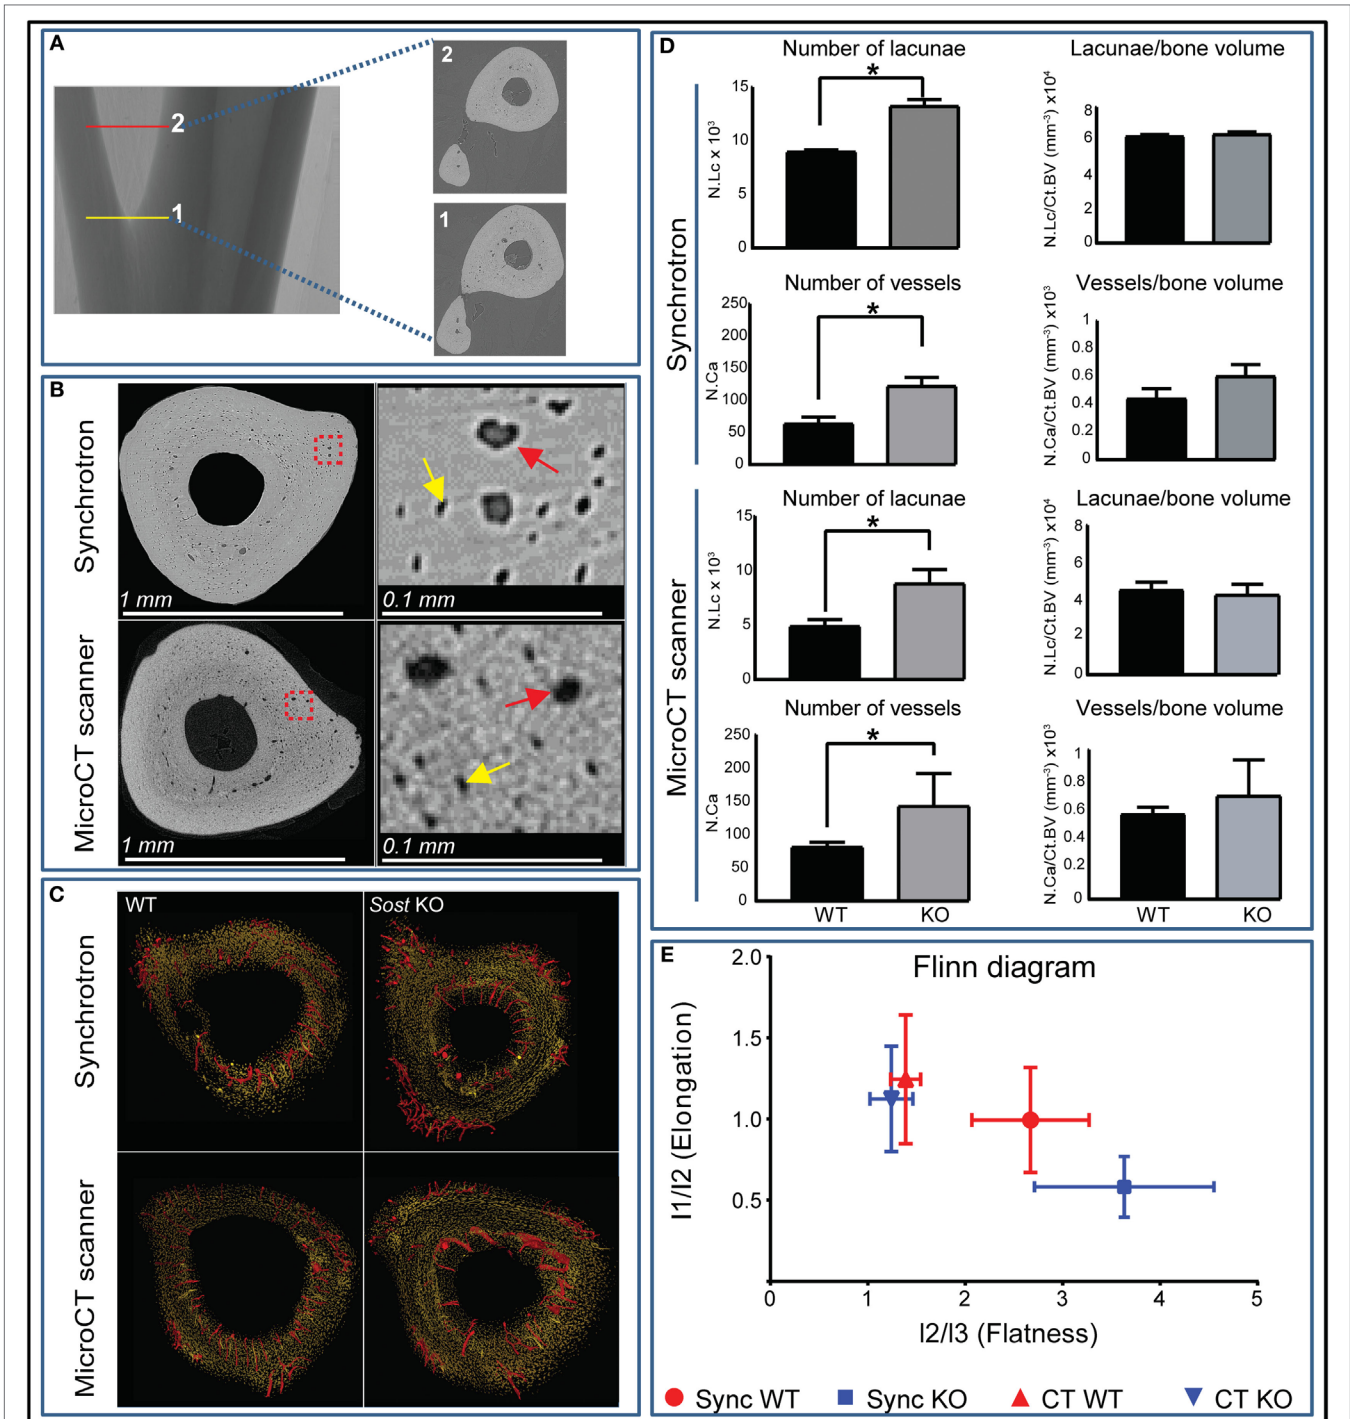 A
2
1
2
1
B
Synchrotron
1 mm
0.1 mm
MicroCT scanner
1 mm
0.1 mm
C
WT
Sost KO
Synchrotron
MicroCT scanner
D
Synchrotron
Number of lacunae
*
N.Lc x 10³
15
10
5
0
Lacunae/bone volume
N.Lc/Ct.BV (mm⁻³) x10⁴
8
6
4
2
0
Number of vessels
*
N.Ca
250
200
150
100
50
0
Vessels/bone volume
N.Ca/Ct.BV (mm⁻³) x10³
1
0.8
0.6
0.4
0.2
0
MicroCT scanner
Number of lacunae
*
N.Lc x 10³
15
10
5
0
Lacunae/bone volume
N.Lc/Ct.BV (mm⁻³) x10⁴
8
6
4
2
0
Number of vessels
*
N.Ca
250
200
150
100
50
0
WT
KO
Vessels/bone volume
N.Ca/Ct.BV (mm⁻³) x10³
1
0.8
0.6
0.4
0.2
0
WT
KO
E
Flinn diagram
I1/I2 (Elongation)
2.0
1.5
1.0
0.5
0 1 2 3 4 5
I2/I3 (Flatness)
Sync WT Sync KO CT WT CT KO